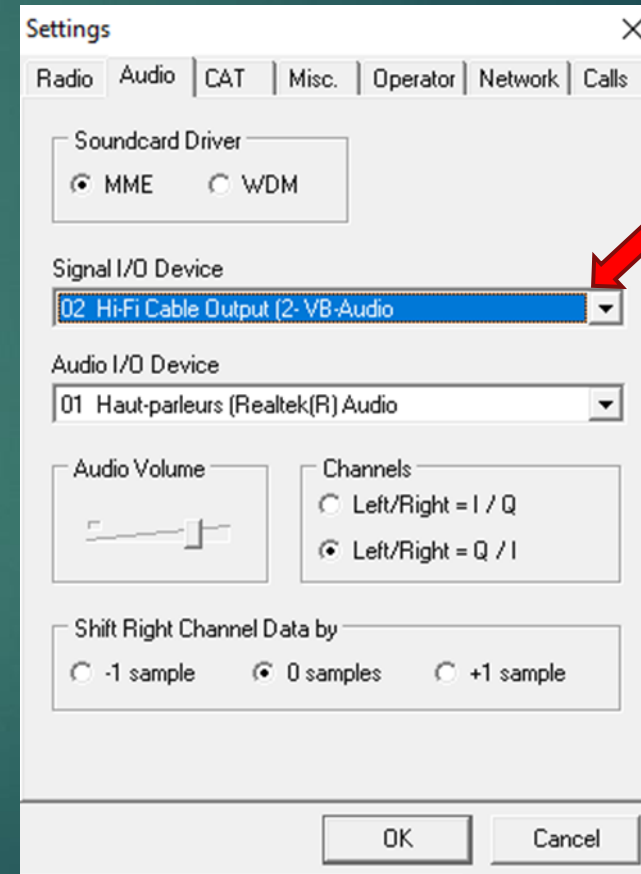 Settings
Radio Audio CAT Misc. Operator Network Calls
Soundcard Driver
MME WDM
Signal I/O Device
02 Hi-Fi Cable Output (2- VB-Audio
Audio I/O Device
01 Haut-parleurs (Realtek(R) Audio
Audio Volume
Channels
Left/Right = I / Q
Left/Right = Q / I
Shift Right Channel Data by
-1 sample 0 samples +1 sample
OK Cancel